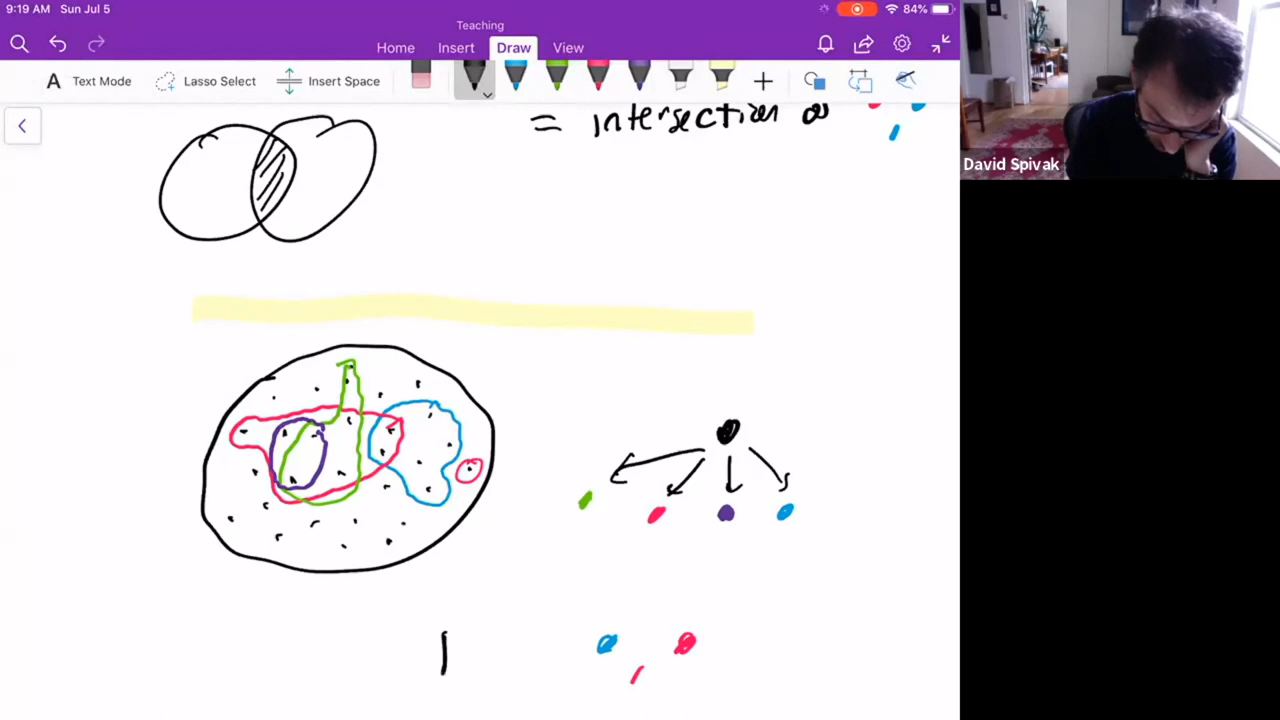 9:19 AM Sun Jul 5
84%
Teaching
Home Insert Draw View
Text Mode Lasso Select Insert Space
= intersection of
David Spivak